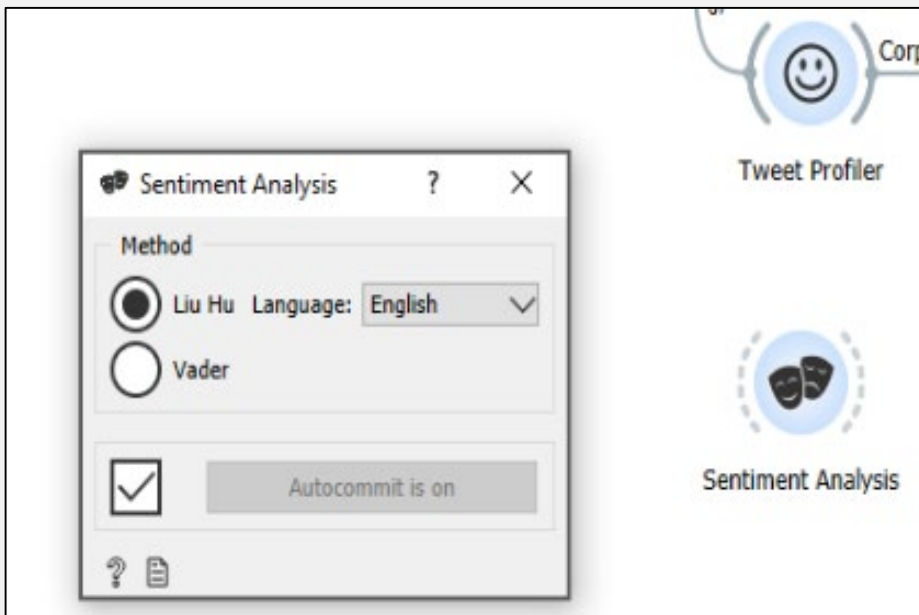 Corp
Tweet Profiler
Sentiment Analysis ?
Method
Liu Hu Language: English
Vader
Autocommit is on
Sentiment Analysis